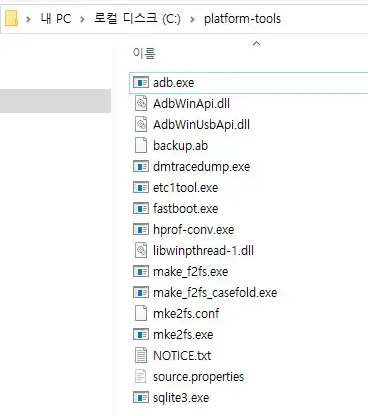 내 PC > 로컬 디스크 (C:) > platform-tools
이름
adb.exe
AdbWinApi.dll
AdbWinUsbApi.dll
backup.ab
dmtracedump.exe
etc1tool.exe
fastboot.exe
hprof-conv.exe
libwinpthread-1.dll
make_f2fs.exe
make_f2fs_casefold.exe
mke2fs.conf
mke2fs.exe
NOTICE.txt
source.properties
sqlite3.exe